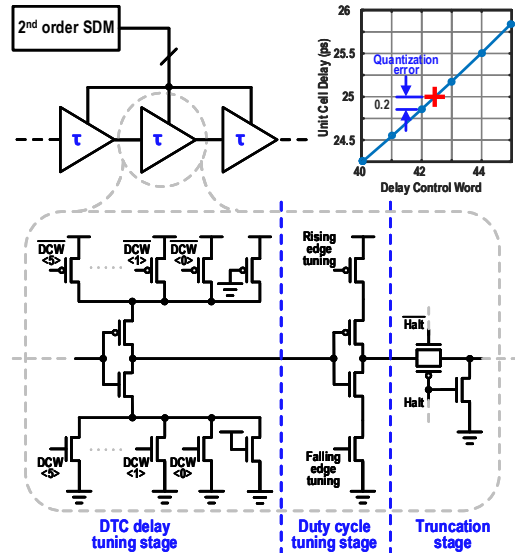 2nd order SDM
τ τ τ
26
25.5
25
24.5
Unit Cell Delay (ps)
Quantization
error
0.2
40 42 44
Delay Control Word
DCW DCW DCW
<5> <1> <0>
DCW DCW DCW
<5> <1> <0>
Rising
edge
tuning
Falling
edge
tuning
Halt
Halt
DTC delay
tuning stage
Duty cycle
tuning stage
Truncation
stage